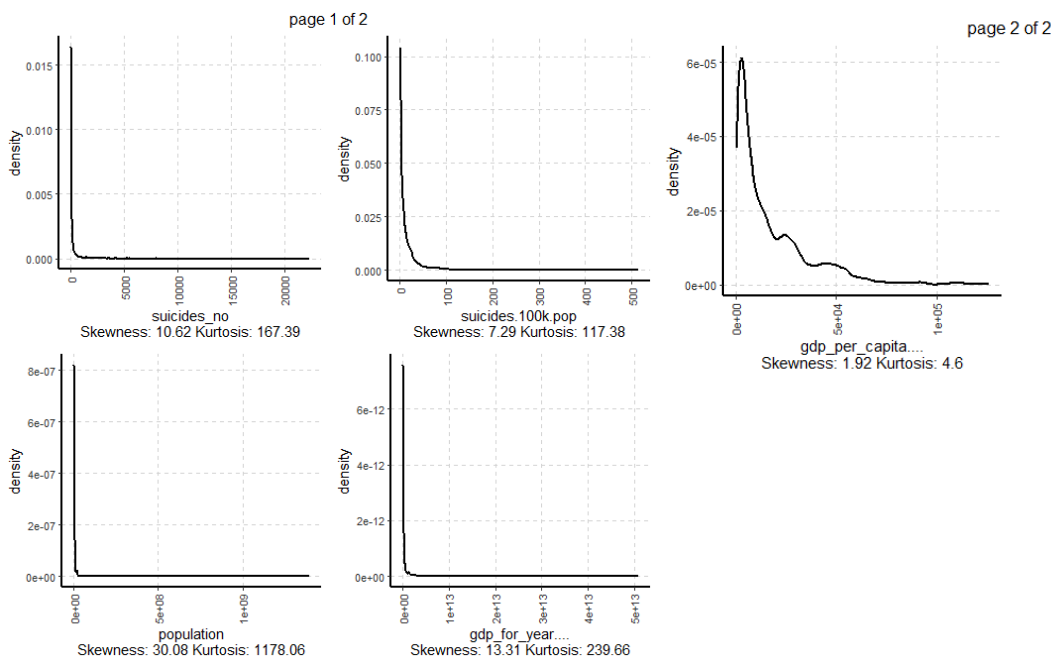 page 1 of 2
density
0.015
0.010
0.005
0.000
0
5000
10000
15000
20000
suicides_no
Skewness: 10.62 Kurtosis: 167.39
density
0.100
0.075
0.050
0.025
0.000
0
100
200
300
400
500
suicides.100k.pop
Skewness: 7.29 Kurtosis: 117.38
density
8e-07
6e-07
4e-07
2e-07
0e+00
0e+00
5e+08
1e+09
population
Skewness: 30.08 Kurtosis: 1178.06
density
6e-12
4e-12
2e-12
0e+00
0e+00
1e+13
2e+13
3e+13
4e+13
5e+13
gdp_for_year....
Skewness: 13.31 Kurtosis: 239.66
page 2 of 2
density
6e-05
4e-05
2e-05
0e+00
0e+00
5e+04
1e+05
gdp_per_capita....
Skewness: 1.92 Kurtosis: 4.6